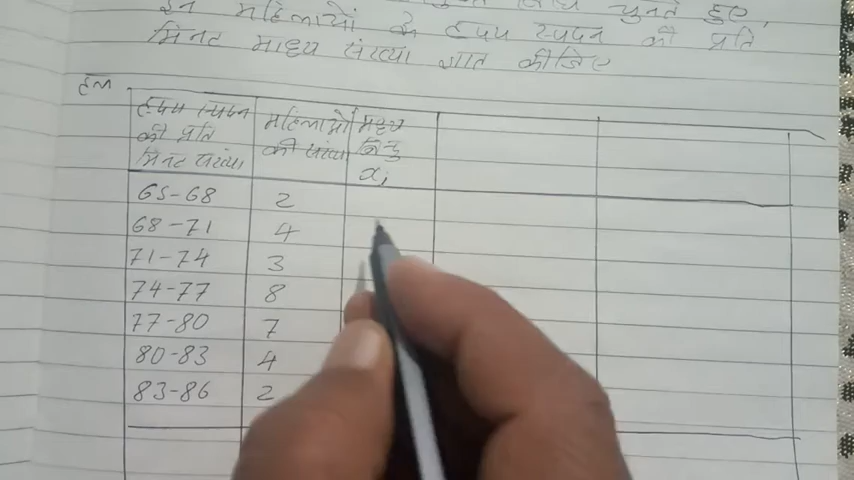 इन महिलाओं के हृदय स्पंदन की प्रति
मिनट माध्य संख्या ज्ञात कीजिए
हल
हृदय स्पंदन की प्रति मिनट संख्या | महिलाओं की संख्या | मध्य बिन्दु xi
65-68 2
68-71 4
71-74 3
74-77 8
77-80 7
80-83 4
83-86 2